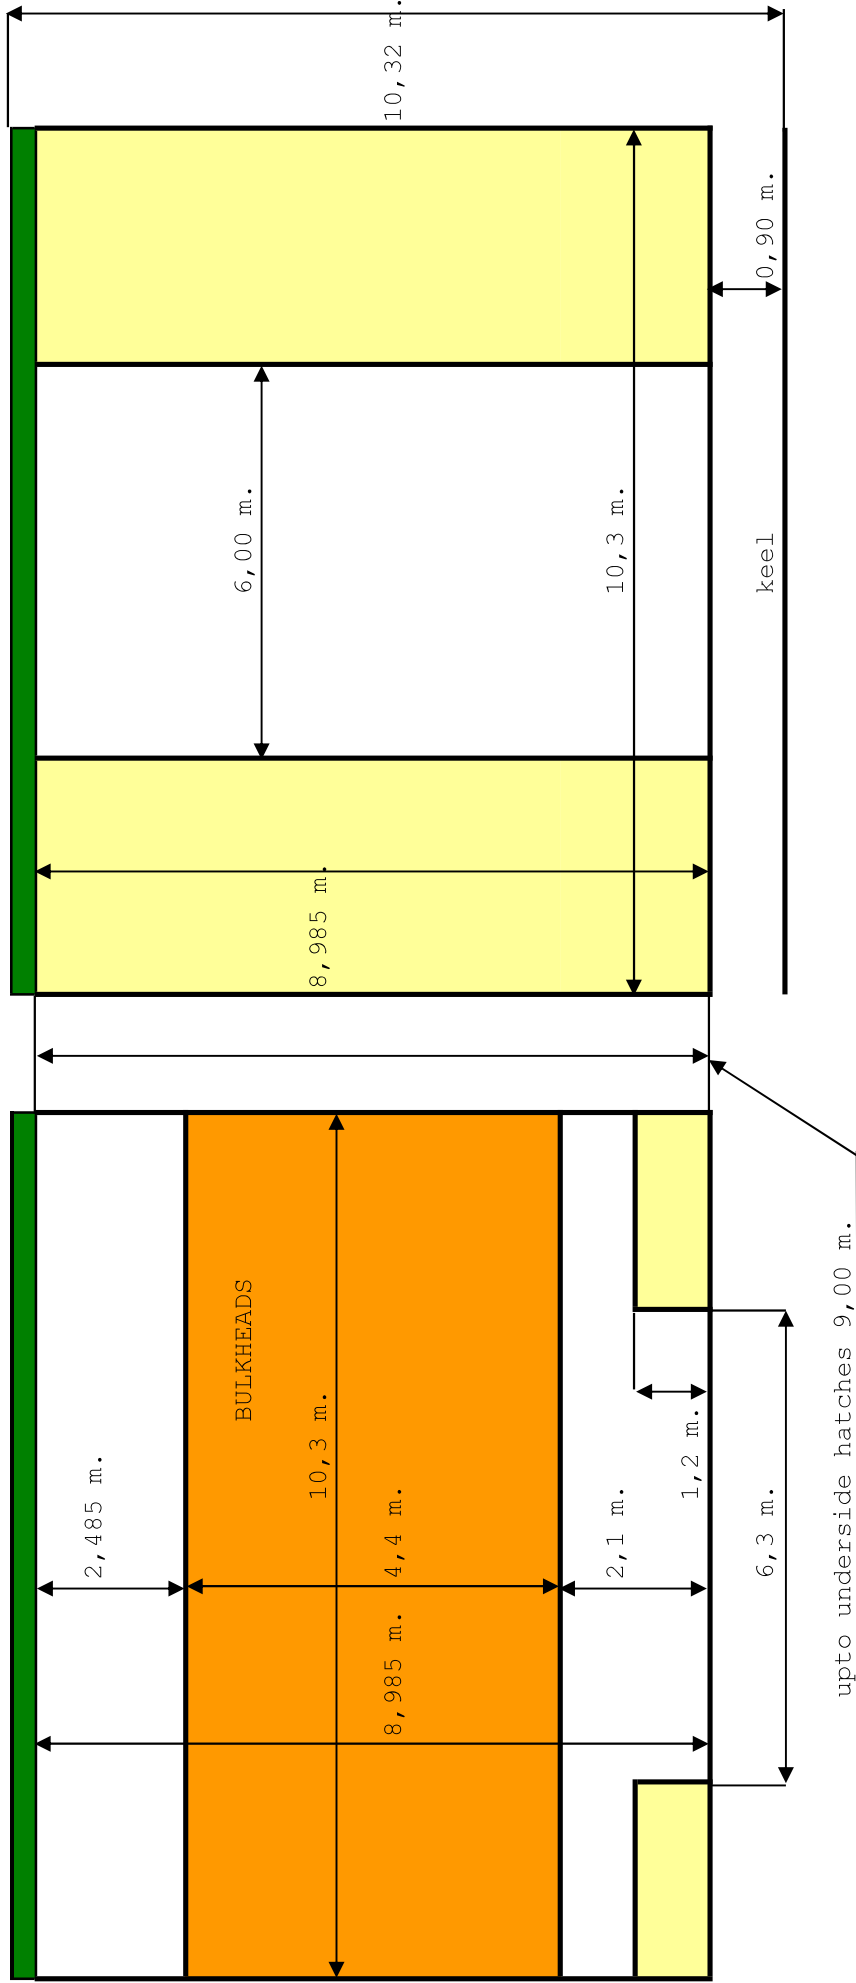 10,32 m.
0,90 m.
6,00 m.
10,3 m.
keel
8,985 m.
BULKHEADS
10,3 m.
2,485 m.
4,4 m.
2,1 m.
1,2 m.
6,3 m.
8,985 m.
upto underside hatches 9,00 m.